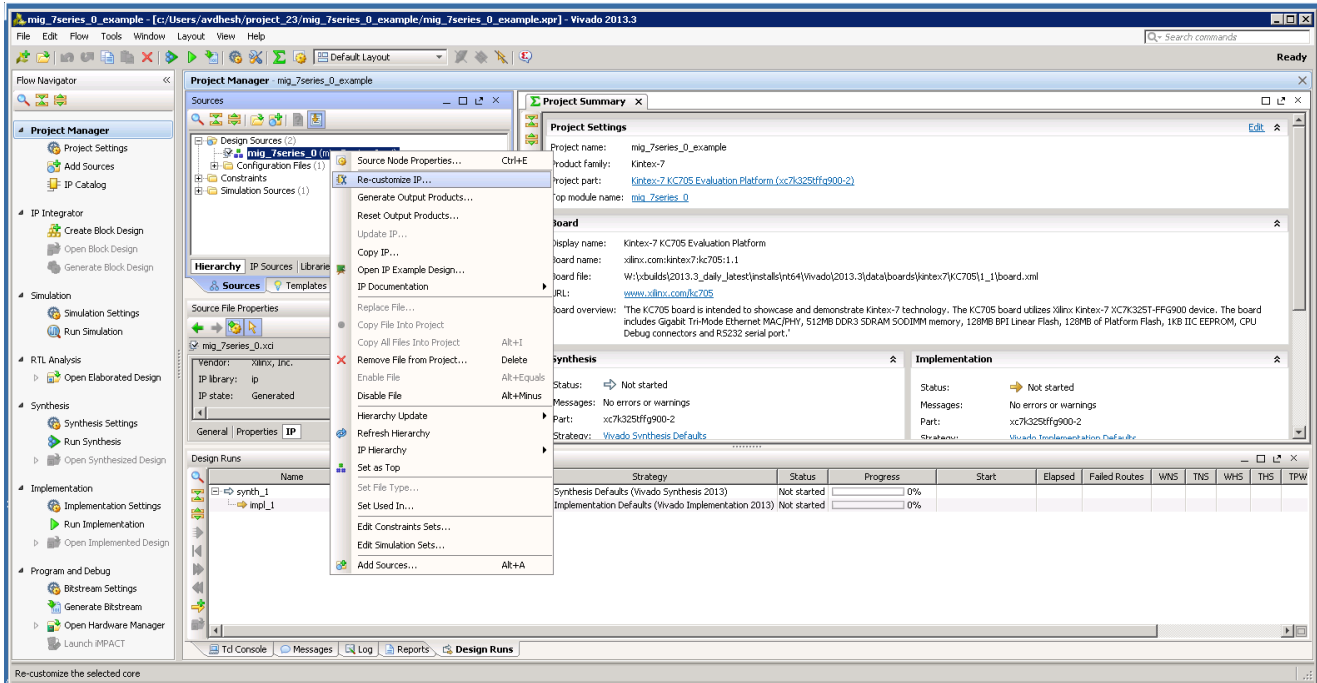 mig_7series_0_example - [c:/Users/avdhesh/project_23/mig_7series_0_example/mig_7series_0_example.xpr] - Vivado 2013.3
File Edit Flow Tools Window Layout View Help
Search commands
Default Layout
Ready
Flow Navigator
Project Manager
Project Settings
Add Sources
IP Catalog
IP Integrator
Create Block Design
Open Block Design
Generate Block Design
Simulation
Simulation Settings
Run Simulation
RTL Analysis
Open Elaborated Design
Synthesis
Synthesis Settings
Run Synthesis
Open Synthesized Design
Implementation
Implementation Settings
Run Implementation
Open Implemented Design
Program and Debug
Bitstream Settings
Generate Bitstream
Open Hardware Manager
Launch iMPACT
Project Manager - mig_7series_0_example
Sources
Design Sources (2)
mig_7series_0
Configuration Files (1)
Constraints
Simulation Sources (1)
Hierarchy IP Sources Librarie
Sources Templates
Source File Properties
mig_7series_0.xci
Vendor: Xilinx, Inc.
IP library: ip
IP state: Generated
General Properties IP
Source Node Properties... Ctrl+E
Re-customize IP...
Generate Output Products...
Reset Output Products...
Update IP...
Copy IP...
Open IP Example Design...
IP Documentation
Replace File...
Copy File Into Project
Copy All Files Into Project Alt+I
Remove File from Project... Delete
Enable File Alt+Equals
Disable File Alt+Minus
Hierarchy Update
Refresh Hierarchy
IP Hierarchy
Set as Top
Set File Type...
Set Used In...
Edit Constraints Sets...
Edit Simulation Sets...
Add Sources... Alt+A
Project Summary
Project Settings Edit
Project name: mig_7series_0_example
Product family: Kintex-7
Project part: Kintex-7 KC705 Evaluation Platform (xc7k325tffg900-2)
Top module name: mig_7series_0
Board
Display name: Kintex-7 KC705 Evaluation Platform
Board name: xilinx.com:kintex7:kc705:1.1
Board file: W:\xbuilds\2013.3_daily_latest\installs\nt64\Vivado\2013.3\data\boards\kintex7\KC705\1_1\board.xml
URL: www.xilinx.com/kc705
Board overview: 'The KC705 board is intended to showcase and demonstrate Kintex-7 technology. The KC705 board utilizes Xilinx Kintex-7 XC7K325T-FFG900 device. The board
includes Gigabit Tri-Mode Ethernet MAC/PHY, 512MB DDR3 SDRAM SODIMM memory, 128MB BPI Linear Flash, 128MB of Platform Flash, 1KB IIC EEPROM, CPU
Debug connectors and RS232 serial port.'
Synthesis
Status: Not started
Messages: No errors or warnings
Part: xc7k325tffg900-2
Strategy: Vivado Synthesis Defaults
Implementation
Status: Not started
Messages: No errors or warnings
Part: xc7k325tffg900-2
Strategy: Vivado Implementation Defaults
Design Runs
Name Strategy Status Progress Start Elapsed Failed Routes WNS TNS WHS THS TPW
synth_1 Synthesis Defaults (Vivado Synthesis 2013) Not started 0%
impl_1 Implementation Defaults (Vivado Implementation 2013) Not started 0%
Tcl Console Messages Log Reports Design Runs
Re-customize the selected core